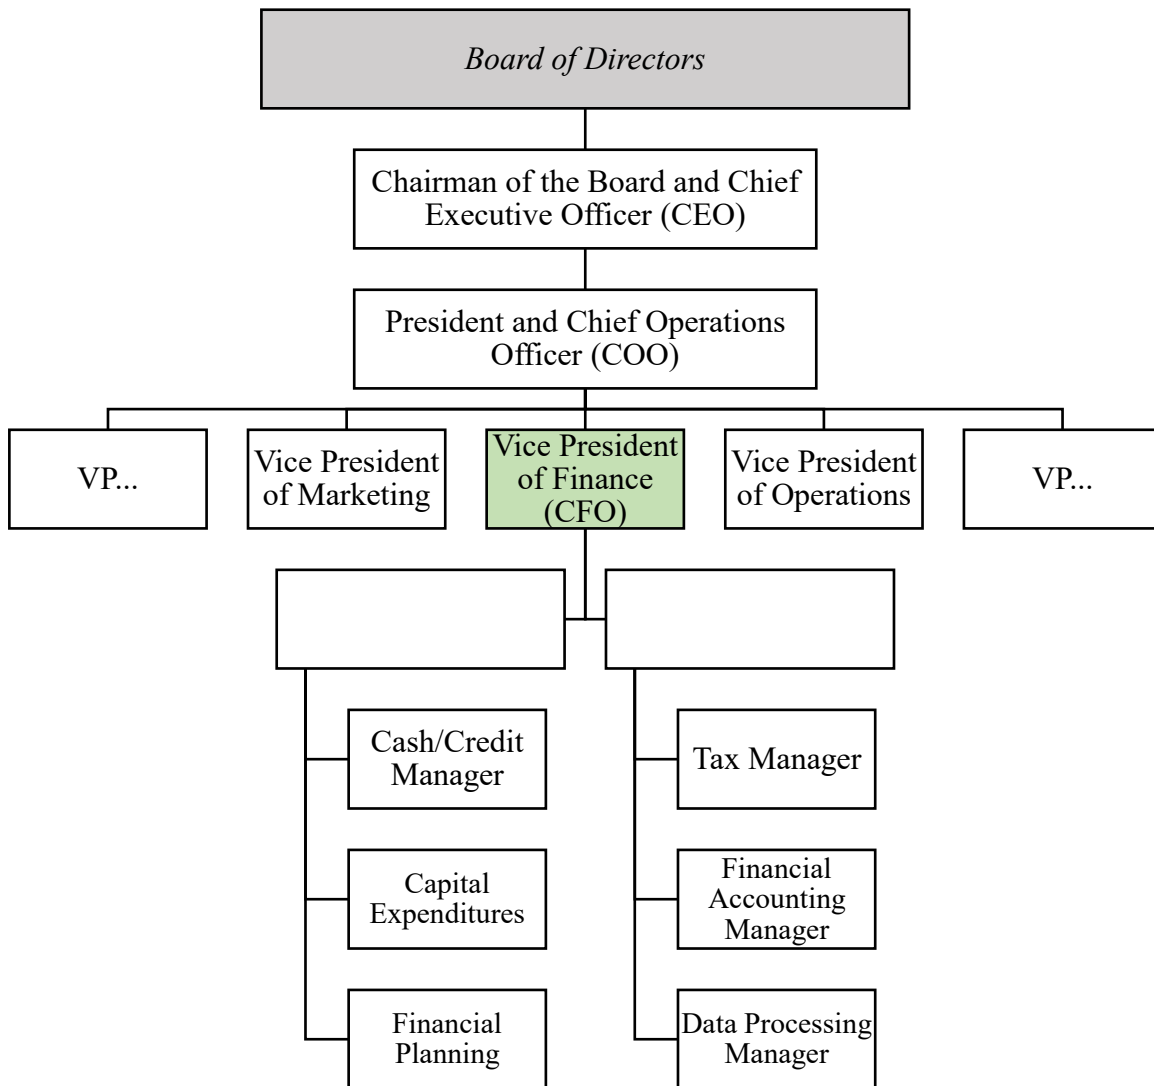 Board of Directors
Chairman of the Board and Chief
Executive Officer (CEO)
President and Chief Operations
Officer (COO)
VP...
Vice President
of Marketing
Vice President
of Finance
(CFO)
Vice President
of Operations
VP...
Cash/Credit
Manager
Tax Manager
Capital
Expenditures
Financial
Accounting
Manager
Financial
Planning
Data Processing
Manager